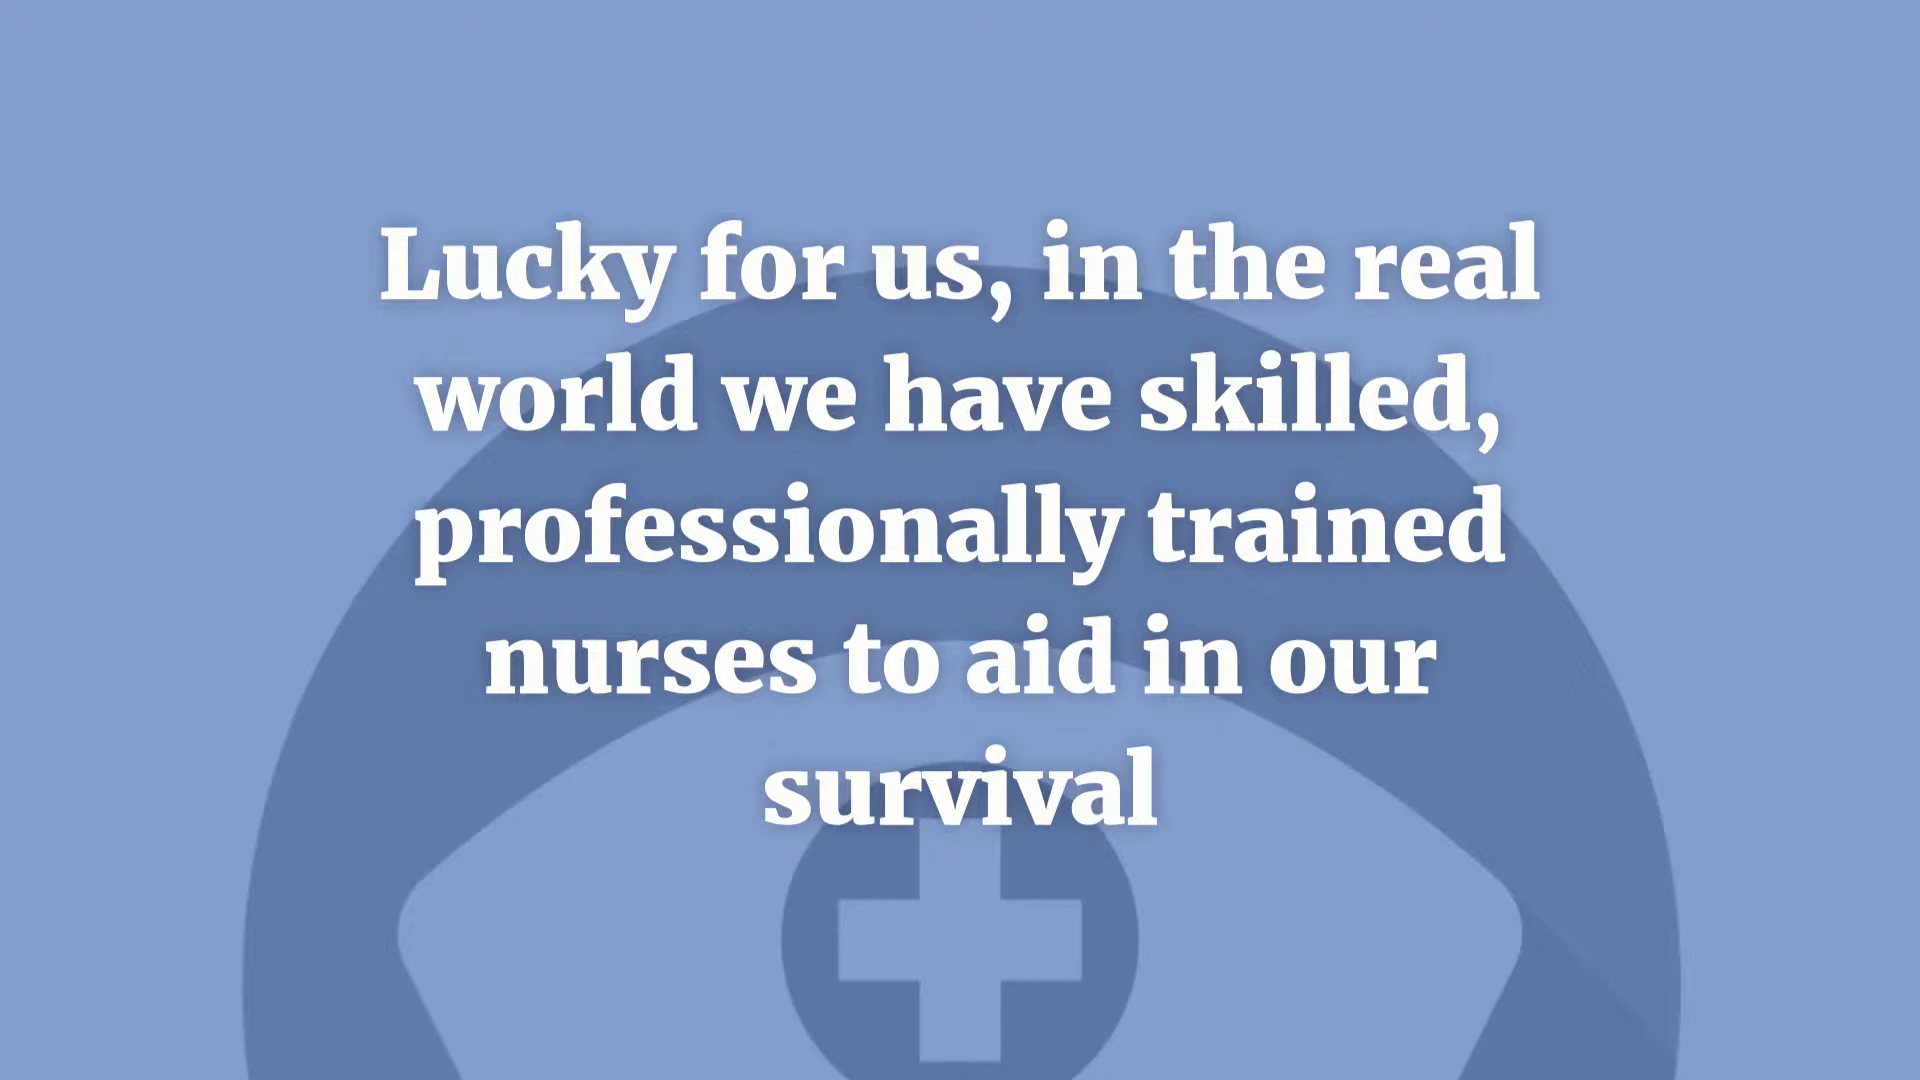 Lucky for us, in the real
world we have skilled,
professionally trained
nurses to aid in our
survival